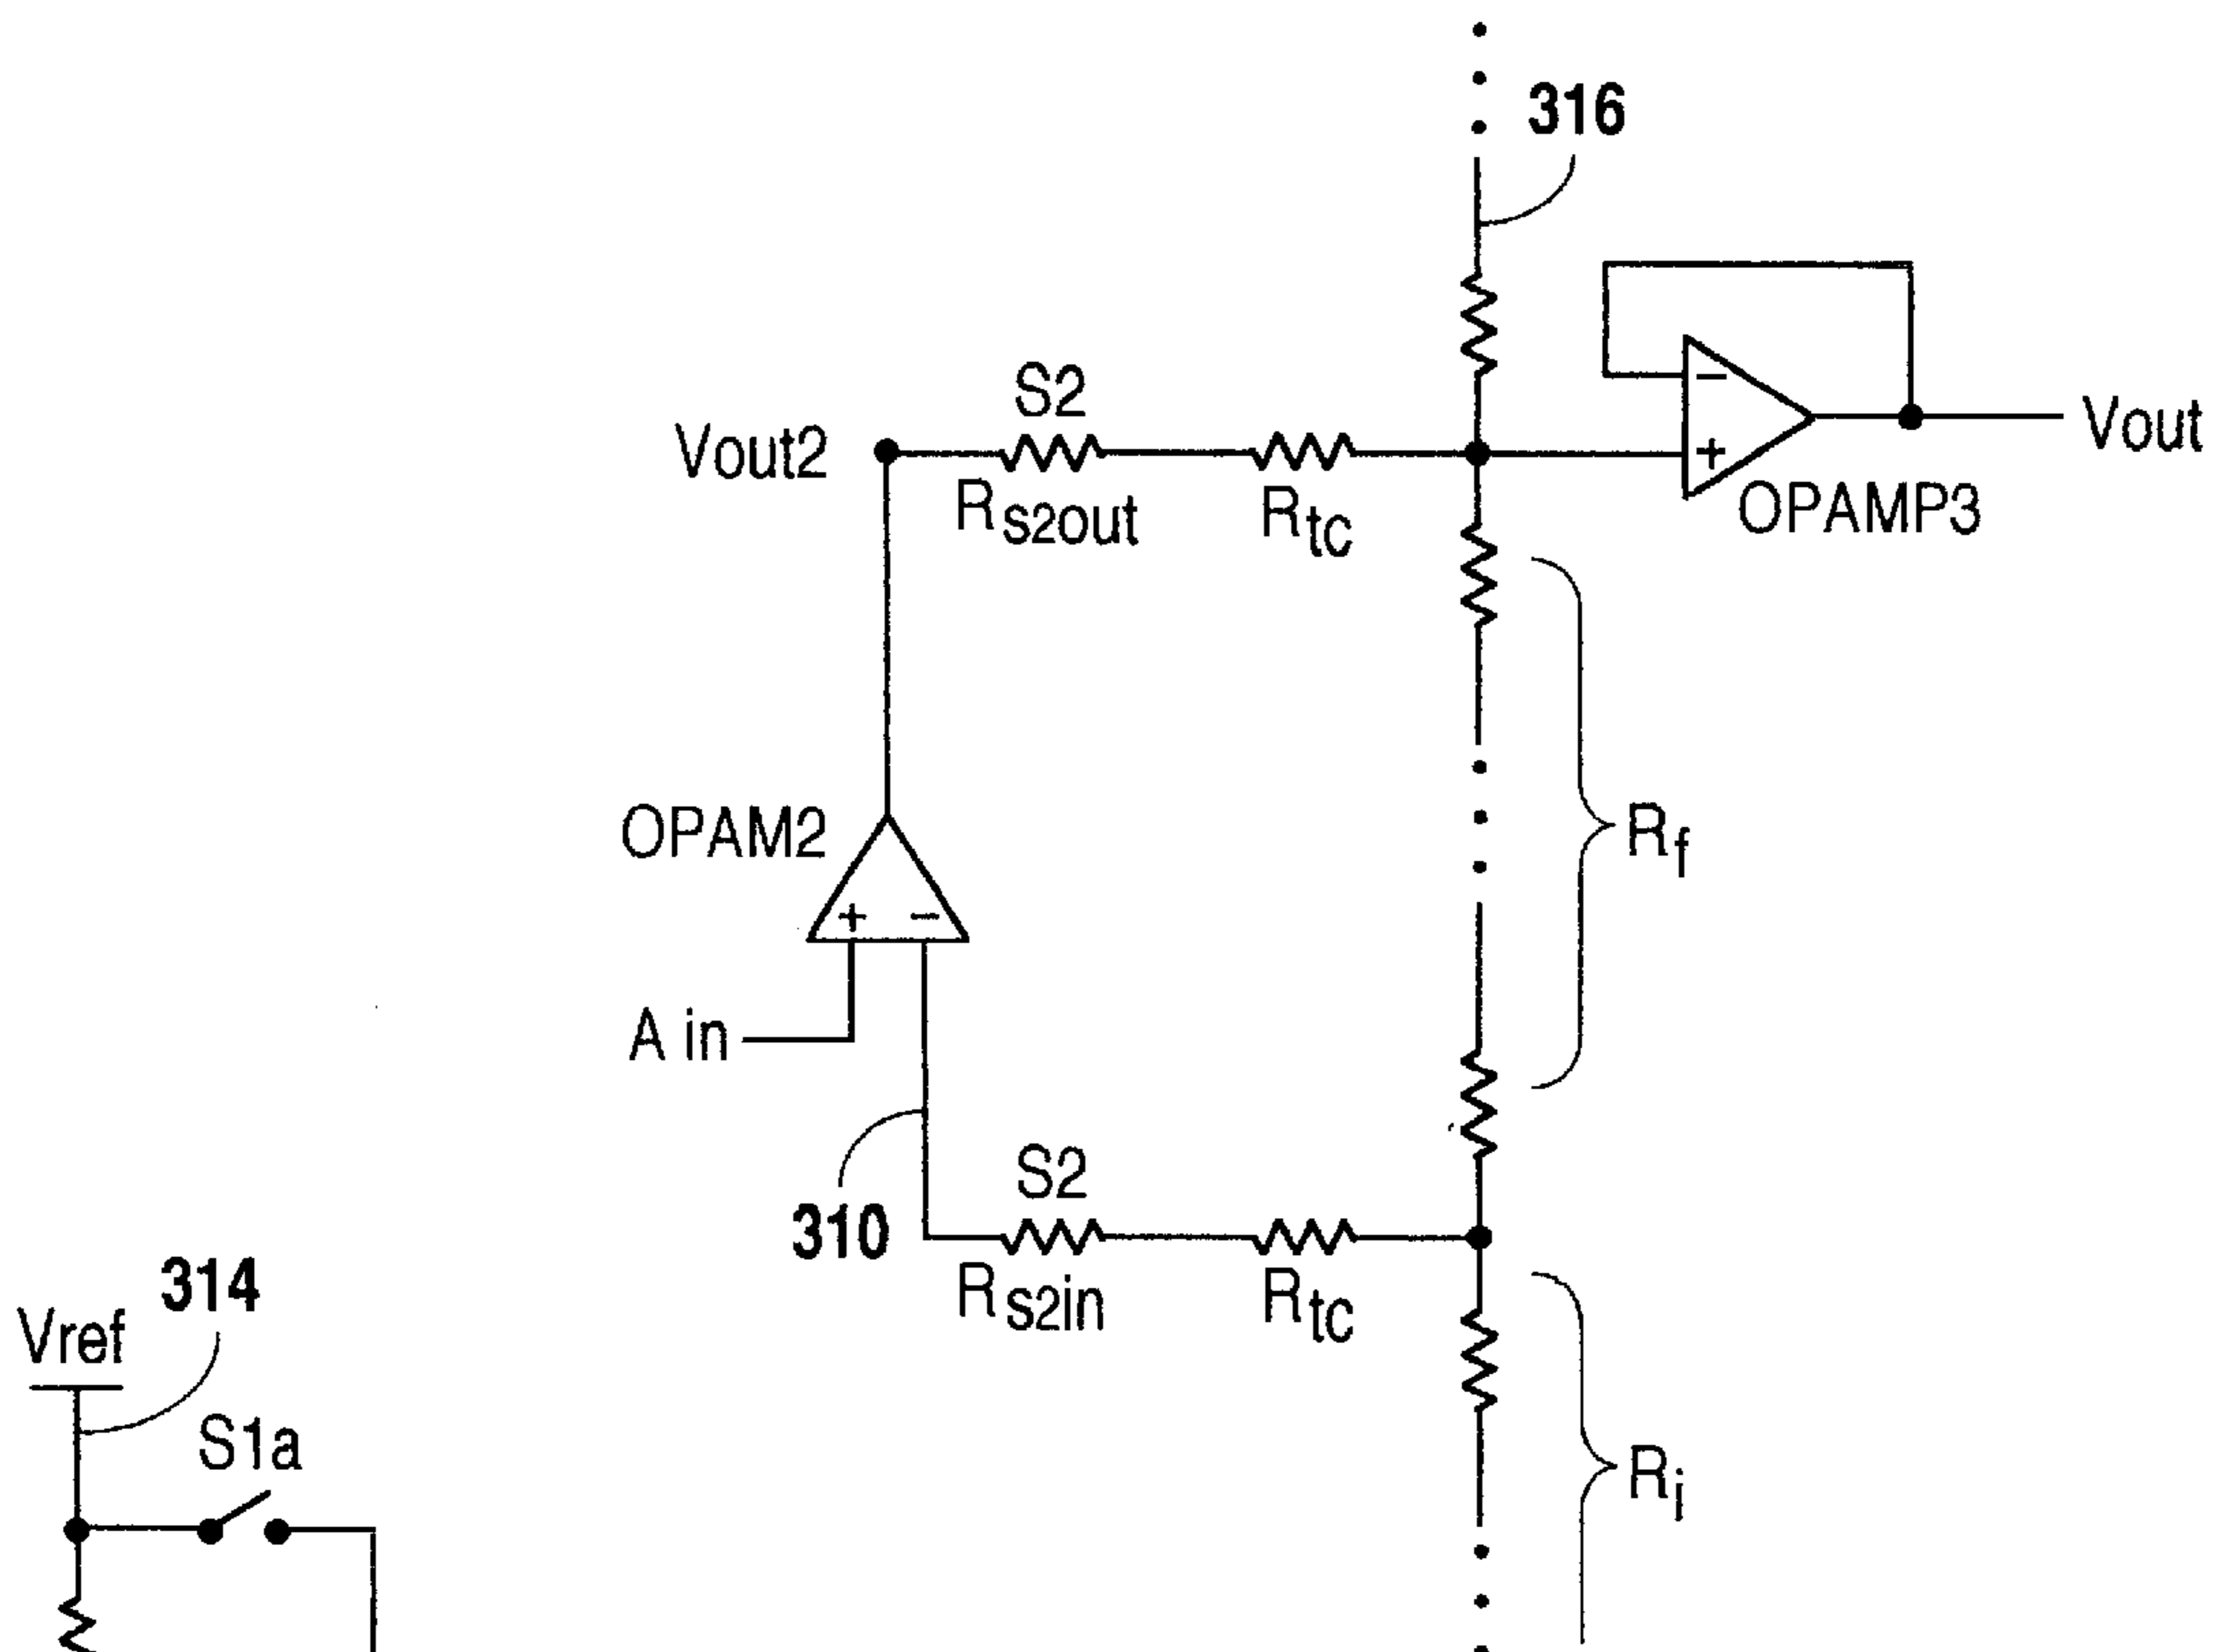 316
S2
Vout2
Rs2out
Rtc
−
+
OPAMP3
Vout
OPAM2
+ −
Rf
A in
310
S2
Rs2in
Rtc
314
Vref
S1a
Ri